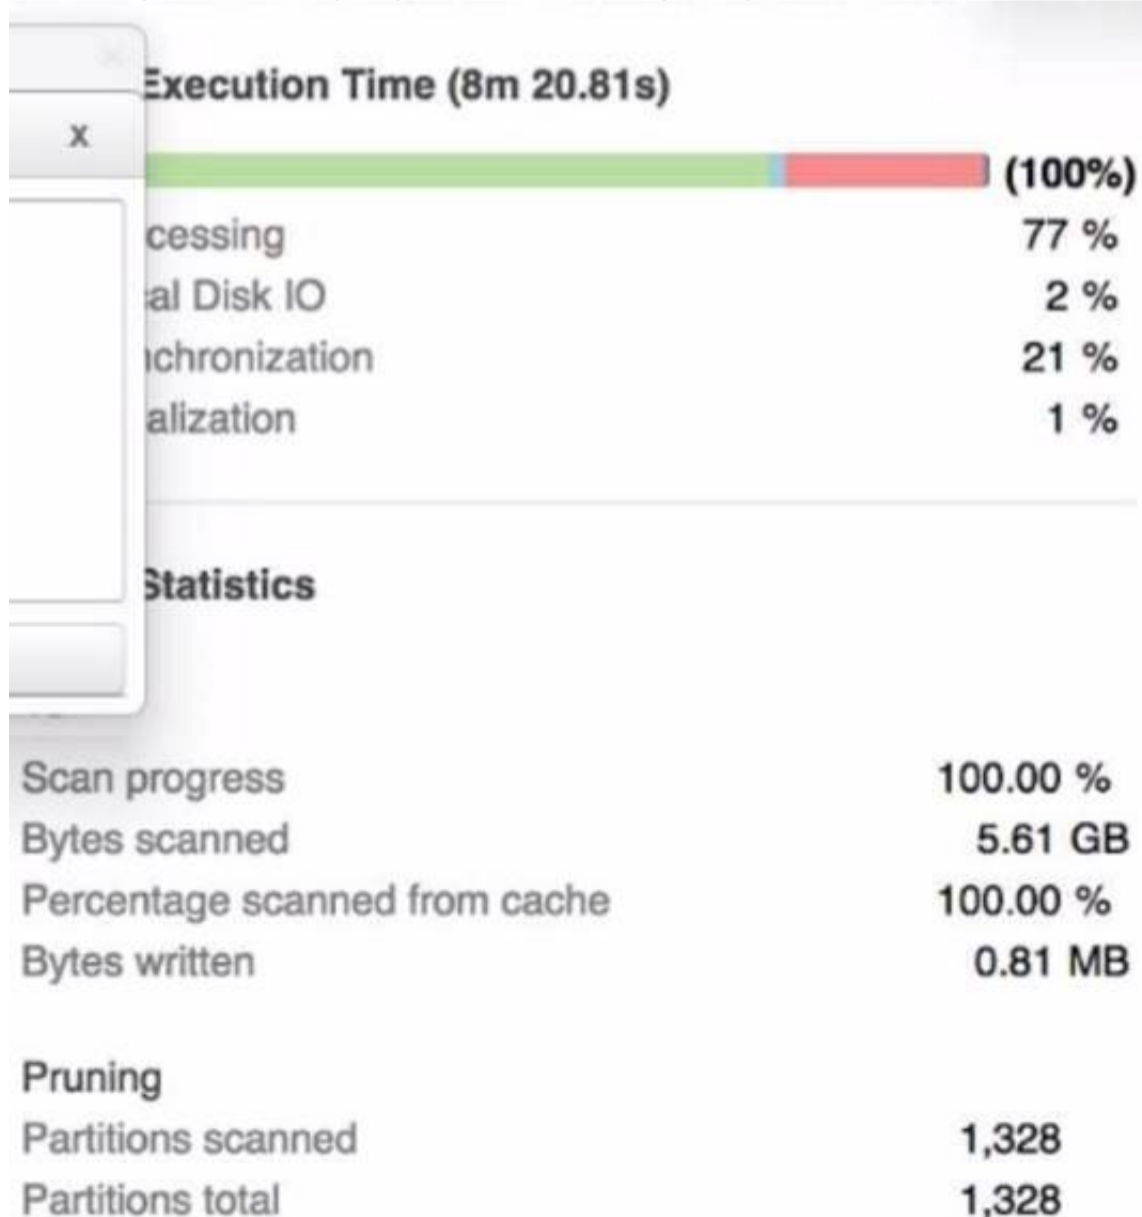 x
Execution Time (8m 20.81s)
(100%)
cessing 77 %
al Disk IO 2 %
nchronization 21 %
alization 1 %
Statistics
Scan progress 100.00 %
Bytes scanned 5.61 GB
Percentage scanned from cache 100.00 %
Bytes written 0.81 MB
Pruning
Partitions scanned 1,328
Partitions total 1,328